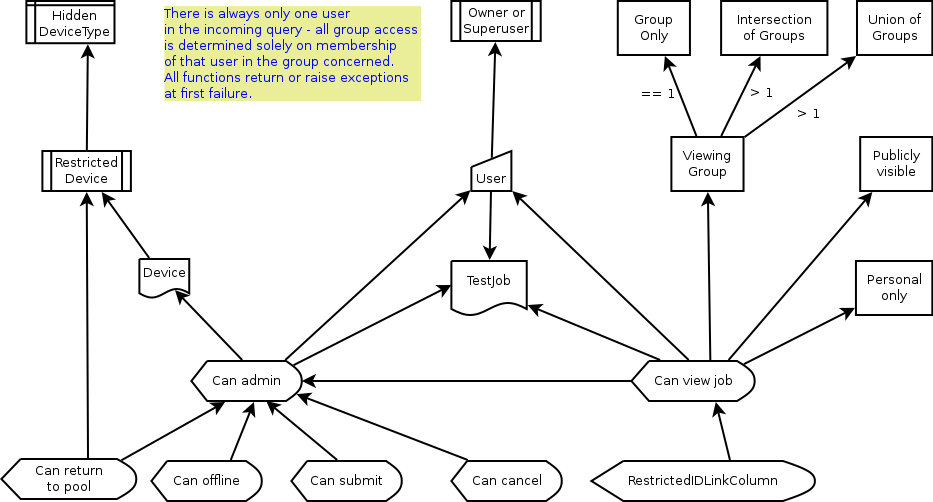 Hidden
DeviceType
There is always only one user
in the incoming query - all group access
is determined solely on membership
of that user in the group concerned.
All functions return or raise exceptions
at first failure.
Owner or
Superuser
Group
Only
Intersection
of Groups
Union of
Groups
== 1
> 1
> 1
Restricted
Device
User
Viewing
Group
Publicly
visible
Device
TestJob
Personal
only
Can admin
Can view job
Can return
to pool
Can offline
Can submit
Can cancel
RestrictedIDLinkColumn